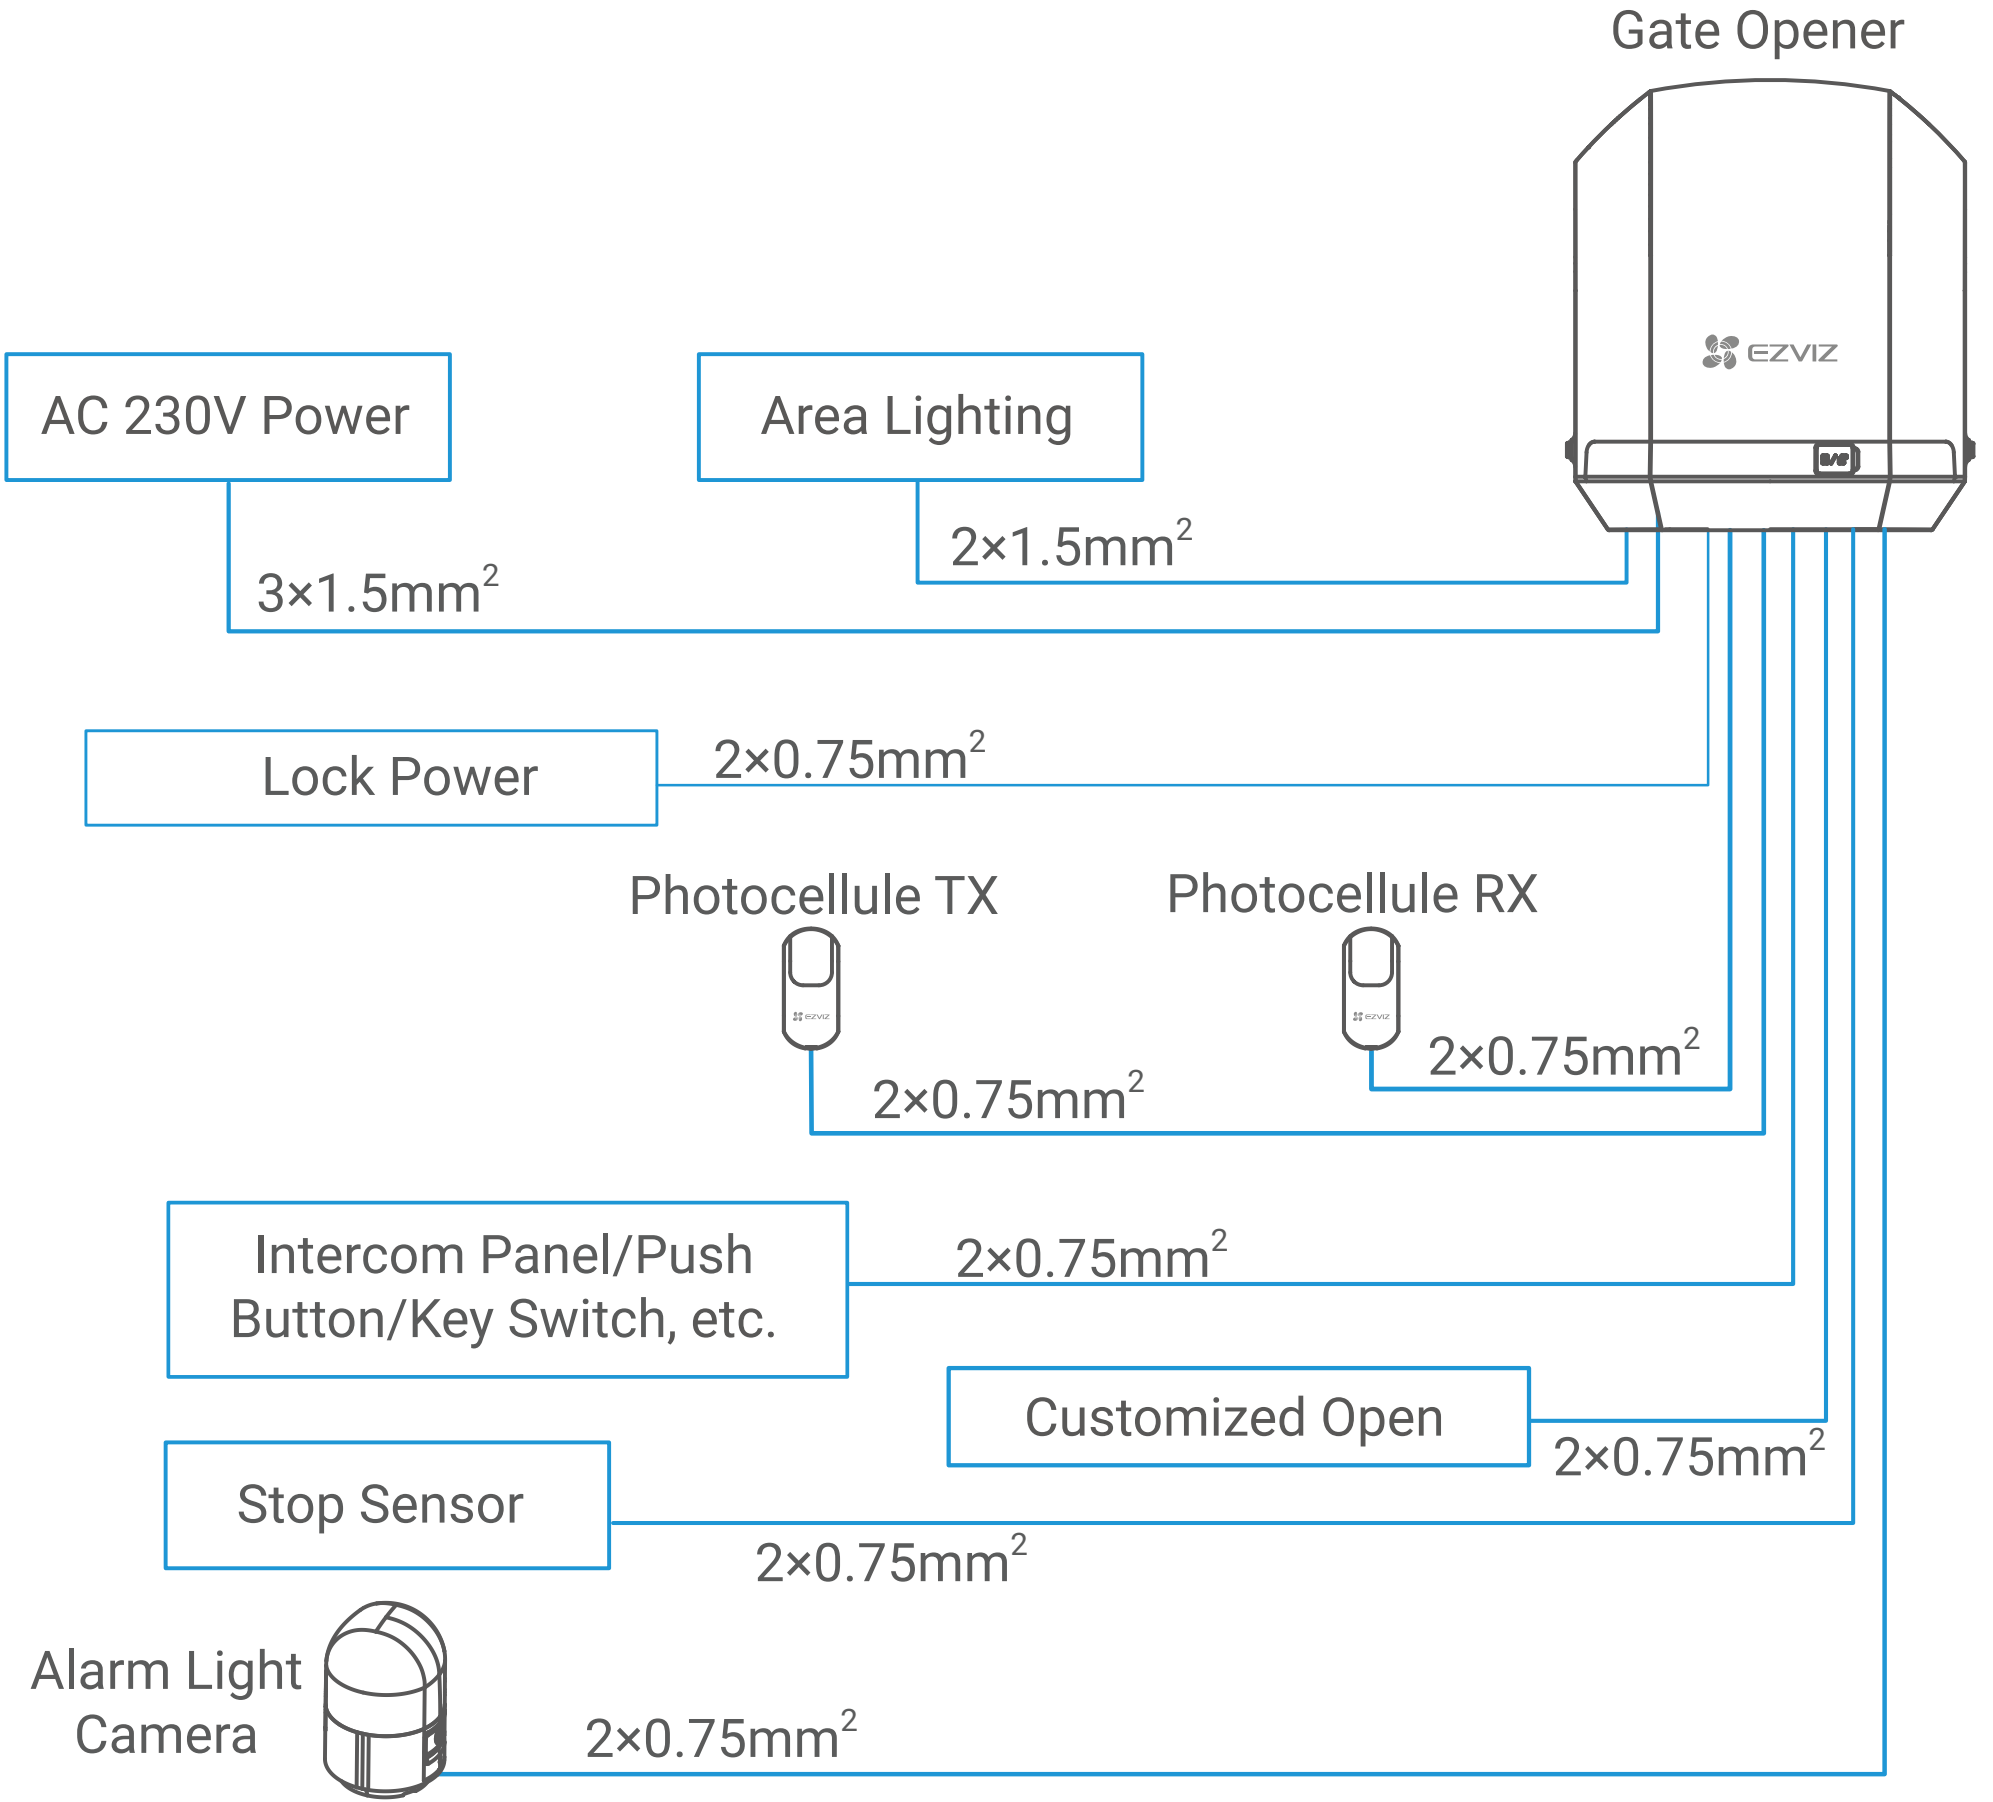 Gate Opener
EZVIZ
AC 230V Power
Area Lighting
2×1.5mm²
3×1.5mm²
Lock Power
2×0.75mm²
Photocellule TX
Photocellule RX
EZVIZ
EZVIZ
2×0.75mm²
2×0.75mm²
Intercom Panel/Push
Button/Key Switch, etc.
2×0.75mm²
Customized Open
2×0.75mm²
Stop Sensor
2×0.75mm²
Alarm Light
Camera
2×0.75mm²